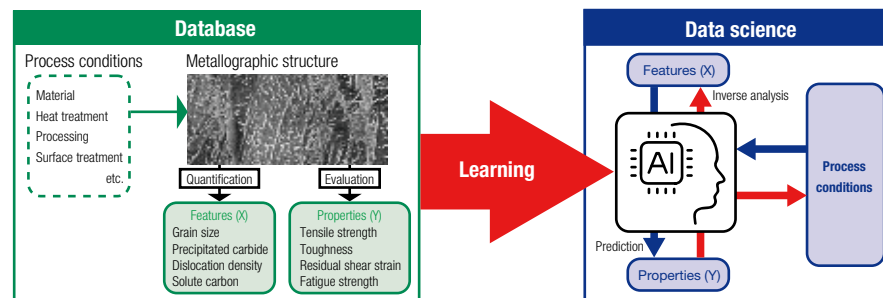 Database
Process conditions
Material
Heat treatment
Processing
Surface treatment
etc.
Metallographic structure
Quantification
Evaluation
Features (X)
Grain size
Precipitated carbide
Dislocation density
Solute carbon
Properties (Y)
Tensile strength
Toughness
Residual shear strain
Fatigue strength
Learning
Data science
Features (X)
Inverse analysis
AI
Process
conditions
Prediction
Properties (Y)